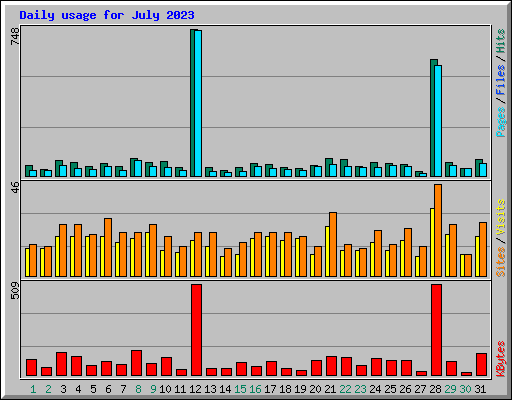 Daily usage for July 2023
748
46
509
Pages / Files / Hits
Sites / Visits
KBytes
1 2 3 4 5 6 7 8 9 10 11 12 13 14 15 16 17 18 19 20 21 22 23 24 25 26 27 28 29 30 31